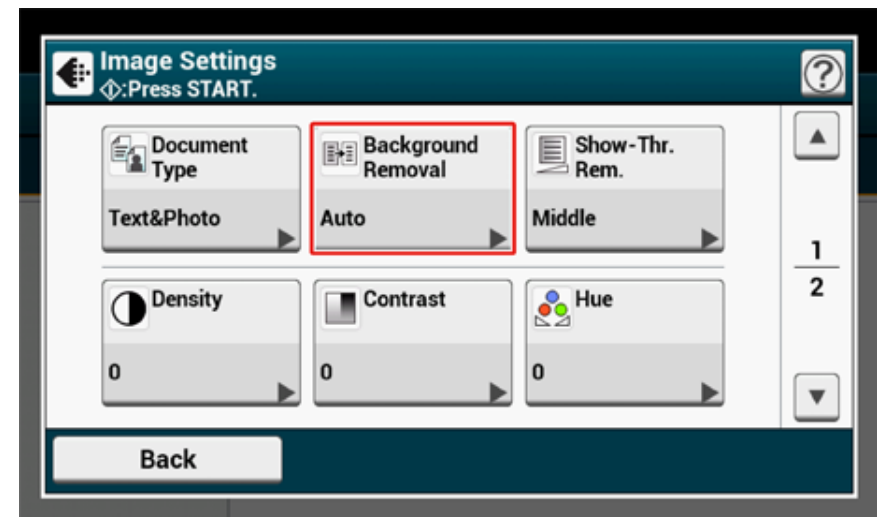 Image Settings
:Press START.
?
Document
Type
Text&Photo
Background
Removal
Auto
Show-Thr.
Rem.
Middle
Density
0
Contrast
0
Hue
0
1
2
Back